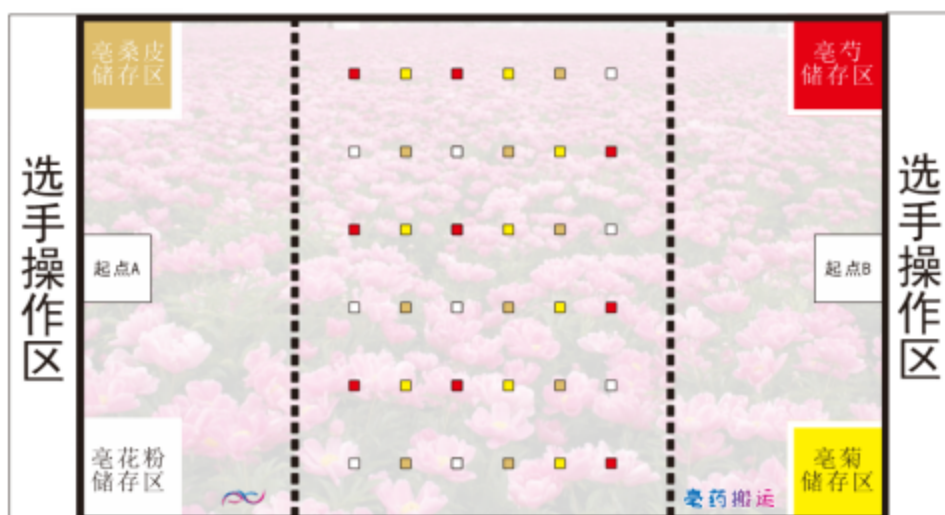 选手操作区
亳桑皮
储存区
亳芍
储存区
起点A
起点B
亳花粉
储存区
亳菊
储存区
亳药搬运
选手操作区